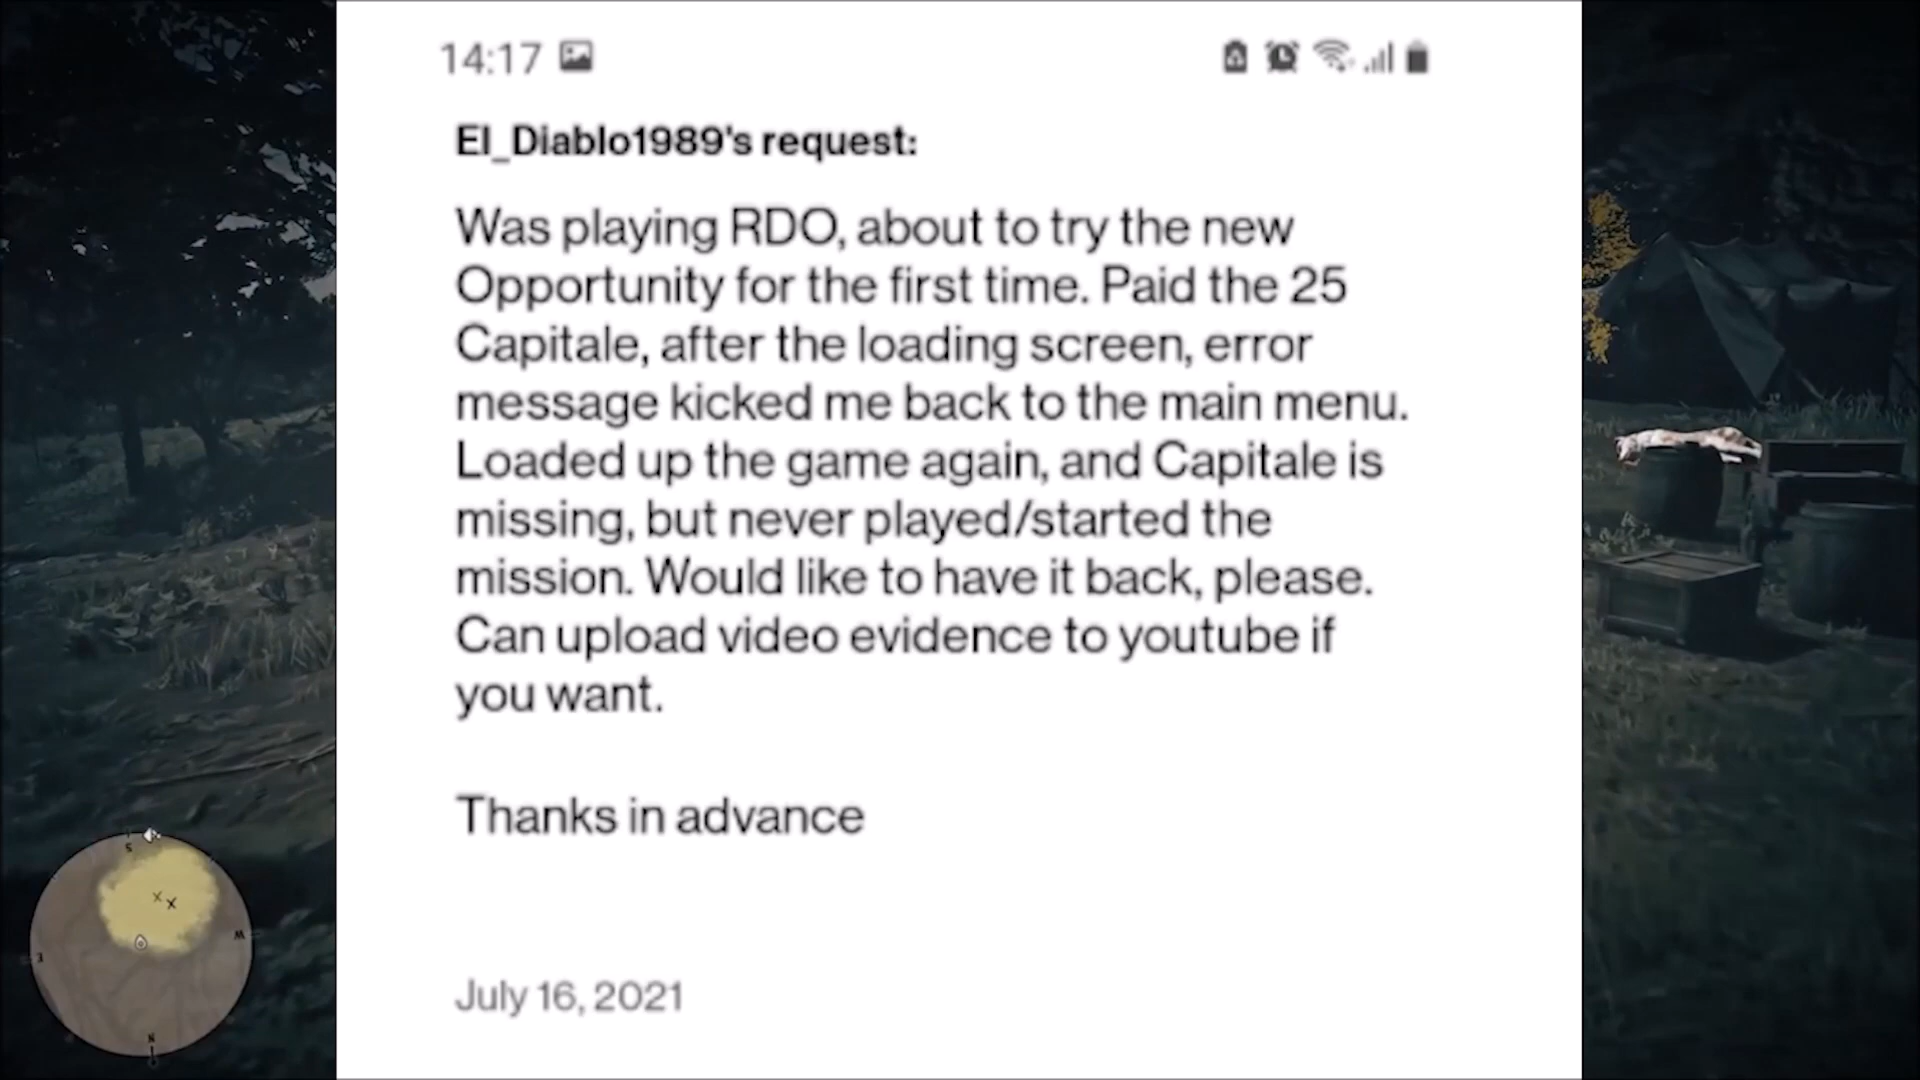 14:17
El_Diablo1989's request:
Was playing RDO, about to try the new
Opportunity for the first time. Paid the 25
Capitale, after the loading screen, error
message kicked me back to the main menu.
Loaded up the game again, and Capitale is
missing, but never played/started the
mission. Would like to have it back, please.
Can upload video evidence to youtube if
you want.
Thanks in advance
July 16, 2021
S
W
E
N